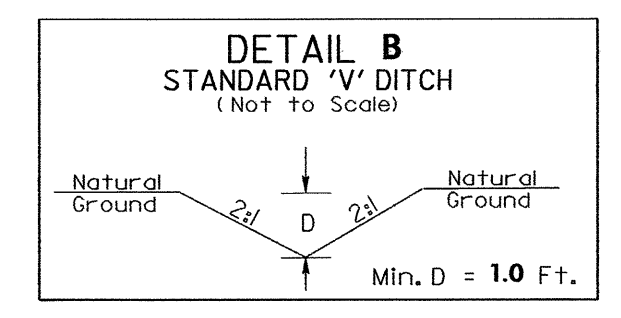 DETAIL B
STANDARD 'V' DITCH
(Not to Scale)
Natural
Ground
2:1
D
2:1
Natural
Ground
Min. D = 1.0 Ft.